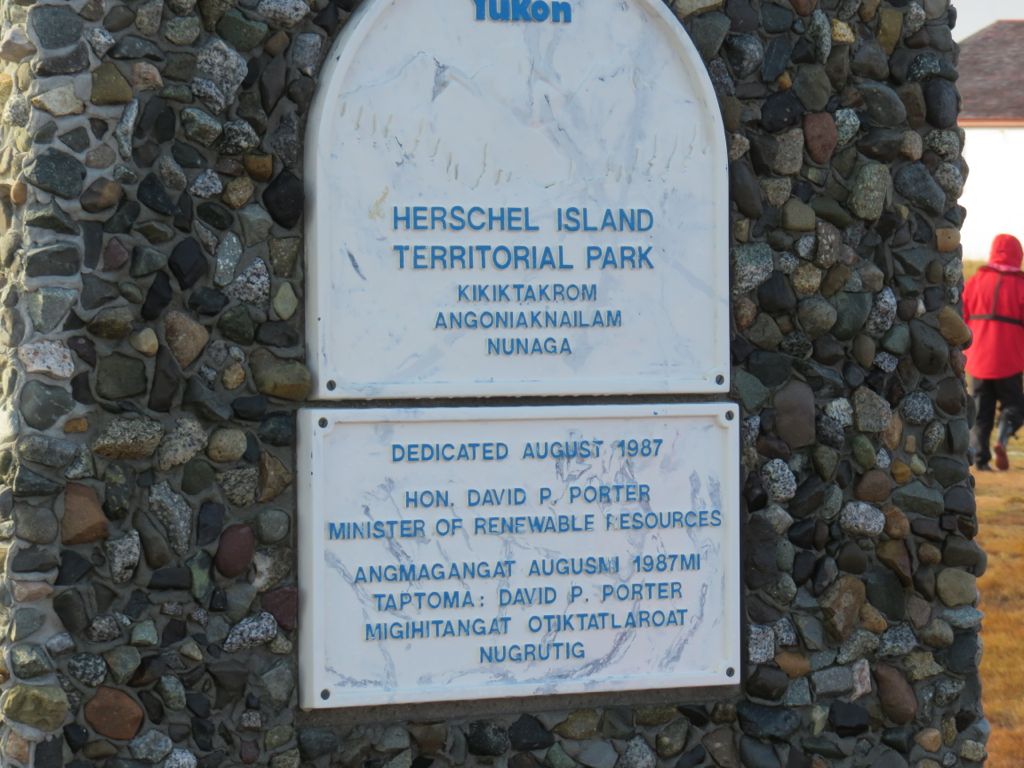 Yukon
HERSCHEL ISLAND
TERRITORIAL PARK
KIKIKTAKROM
ANGONIAKNAILAM
NUNAGA
DEDICATED AUGUST 1987
HON. DAVID P. PORTER
MINISTER OF RENEWABLE RESOURCES
ANGMAGANGAT AUGUSMI 1987MI
TAPTOMA: DAVID P. PORTER
MIGIHITANGAT OTIKTATLAROAT
NUGRUTIG